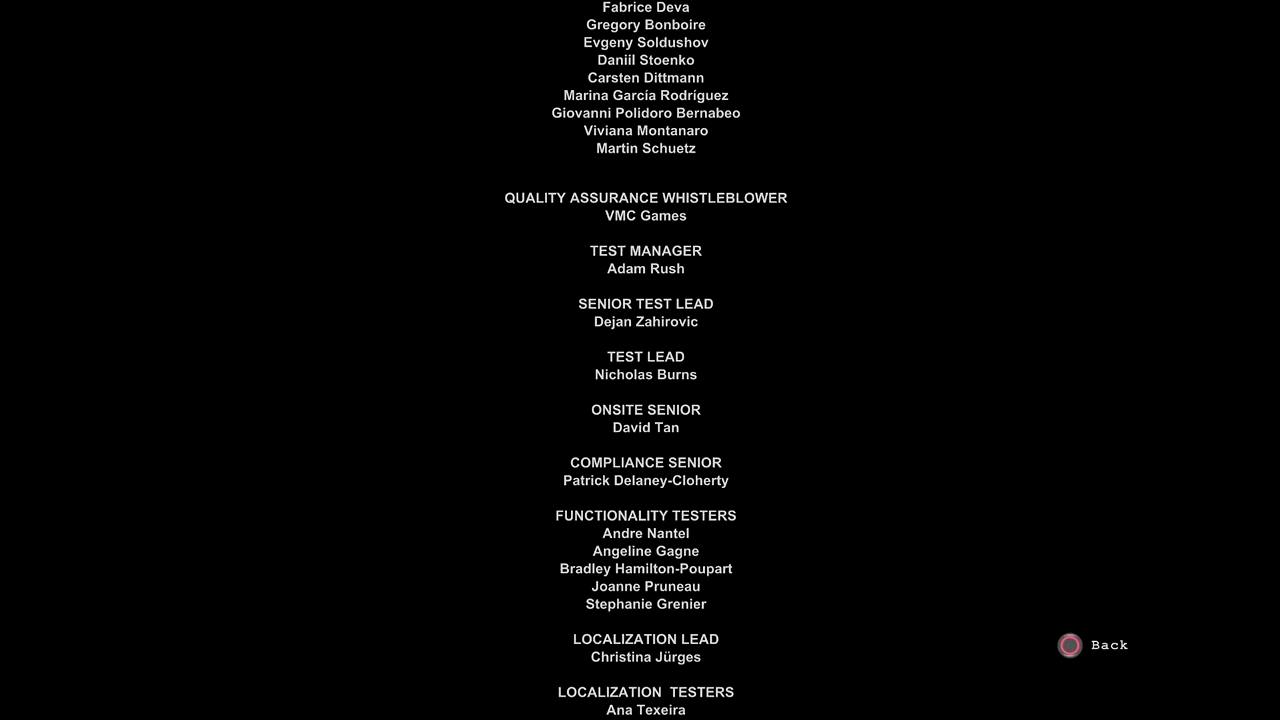 Fabrice Deva
Gregory Bonboire
Evgeny Soldushov
Daniil Stoenko
Carsten Dittmann
Marina García Rodríguez
Giovanni Polidoro Bernabeo
Viviana Montanaro
Martin Schuetz
QUALITY ASSURANCE WHISTLEBLOWER
VMC Games
TEST MANAGER
Adam Rush
SENIOR TEST LEAD
Dejan Zahirovic
TEST LEAD
Nicholas Burns
ONSITE SENIOR
David Tan
COMPLIANCE SENIOR
Patrick Delaney-Cloherty
FUNCTIONALITY TESTERS
Andre Nantel
Angeline Gagne
Bradley Hamilton-Poupart
Joanne Pruneau
Stephanie Grenier
LOCALIZATION LEAD
Christina Jürges
Back
LOCALIZATION  TESTERS
Ana Texeira